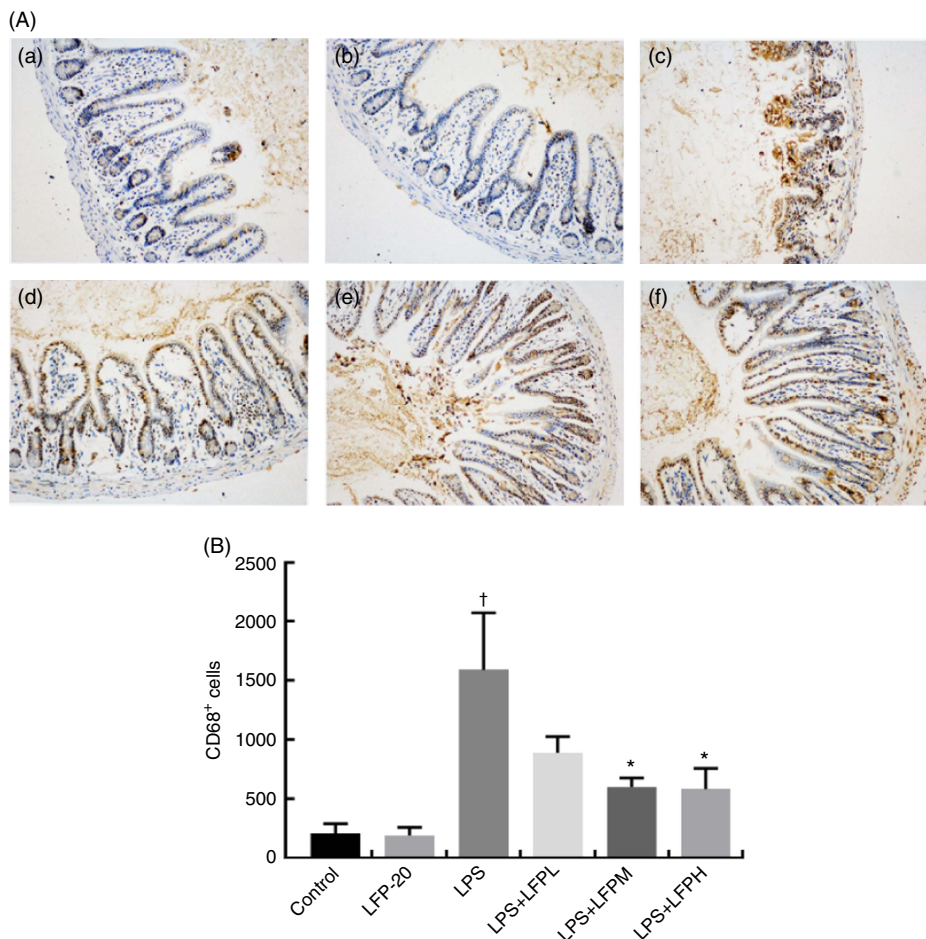 (A)
(a)
(b)
(c)
(d)
(e)
(f)
(B)
2500
2000
1500
1000
500
0
CD68+ cells
†
*
*
Control
LFP-20
LPS
LPS+LFPL
LPS+LFPM
LPS+LFPH